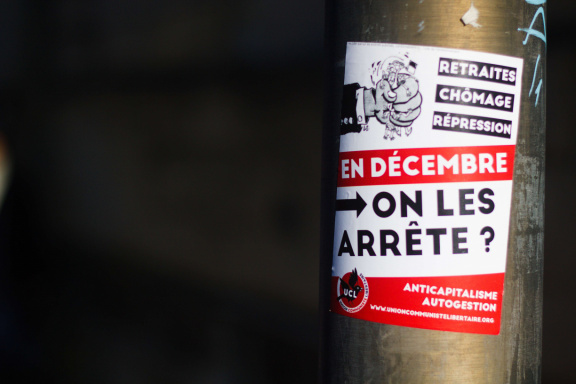 RETRAITES
CHÔMAGE
RÉPRESSION
EN DÉCEMBRE
→ON LES
ARRÊTE ?
UCL
ANTICAPITALISME
AUTOGESTION
WWW.UNIONCOMMUNISTELIBERTAIRE.ORG